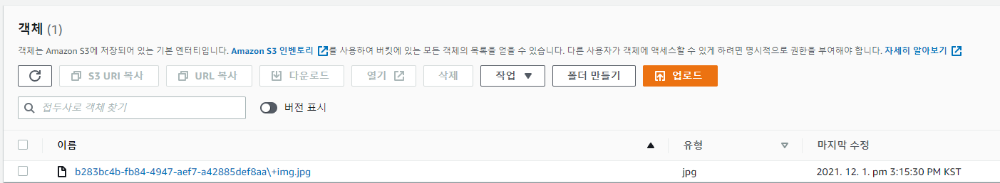 객체 (1)
객체는 Amazon S3에 저장되어 있는 기본 엔터티입니다. Amazon S3 인벤토리를 사용하여 버킷에 있는 모든 객체의 목록을 얻을 수 있습니다. 다른 사용자가 객체에 액세스할 수 있게 하려면 명시적으로 권한을 부여해야 합니다. 자세히 알아보기
S3 URI 복사 URL 복사 다운로드 열기 삭제 작업 폴더 만들기 업로드
접두사로 객체 찾기 버전 표시
이름 유형 마지막 수정
b283bc4b-fb84-4947-aef7-a42885def8aa\+img.jpg jpg 2021. 12. 1. pm 3:15:30 PM KST